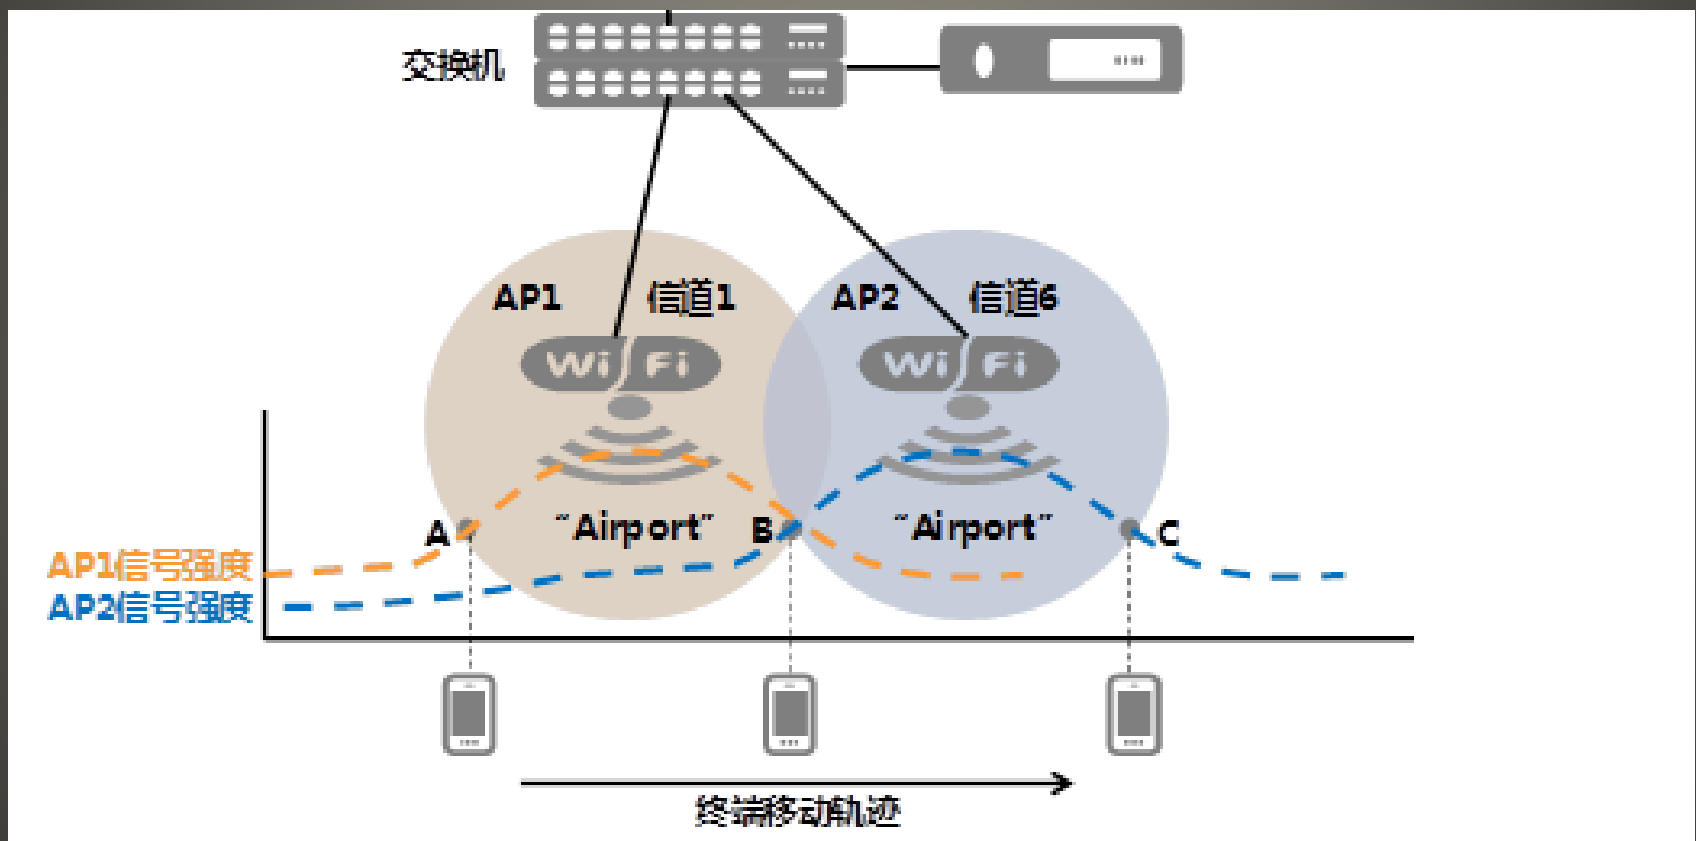 交换机
AP1 信道1
AP2 信道6
Wi Fi
Wi Fi
A
"Airport"
B
"Airport"
C
AP1信号强度
AP2信号强度
终端移动轨迹